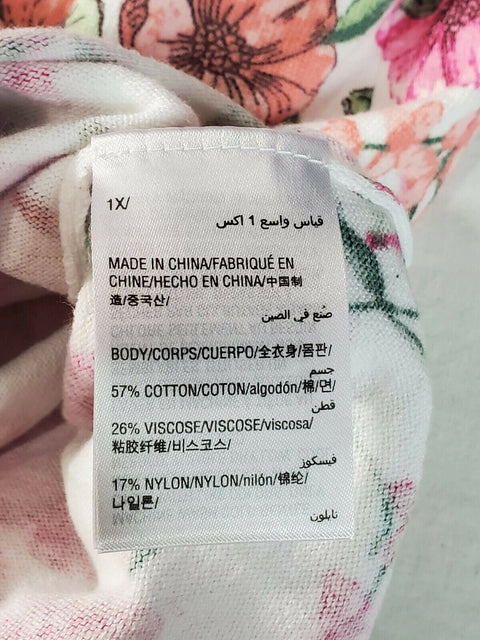 1X/
قياس واسع 1 اكس
MADE IN CHINA/FABRIQUÉ EN
CHINE/HECHO EN CHINA/中国制
造/중국산/
صُنع في الصين
BODY/CORPS/CUERPO/全衣身/몸판/
جسم
57% COTTON/COTON/algodón/棉/면/
قطن
26% VISCOSE/VISCOSE/viscosa/
粘胶纤维/비스코스/
فيسكوز
17% NYLON/NYLON/nilón/锦纶/
나일론/
نايلون